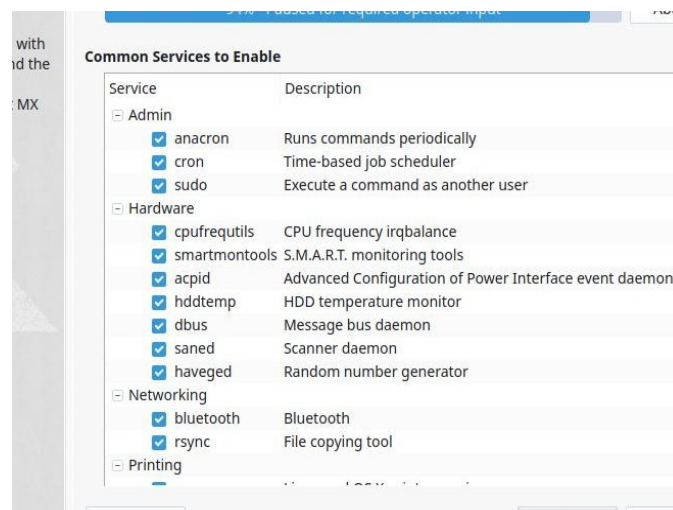 with
nd the
MX
Common Services to Enable
Service Description
Admin
anacron Runs commands periodically
cron Time-based job scheduler
sudo Execute a command as another user
Hardware
cpufrequtils CPU frequency irqbalance
smartmontools S.M.A.R.T. monitoring tools
acpid Advanced Configuration of Power Interface event daemon
hddtemp HDD temperature monitor
dbus Message bus daemon
saned Scanner daemon
haveged Random number generator
Networking
bluetooth Bluetooth
rsync File copying tool
Printing